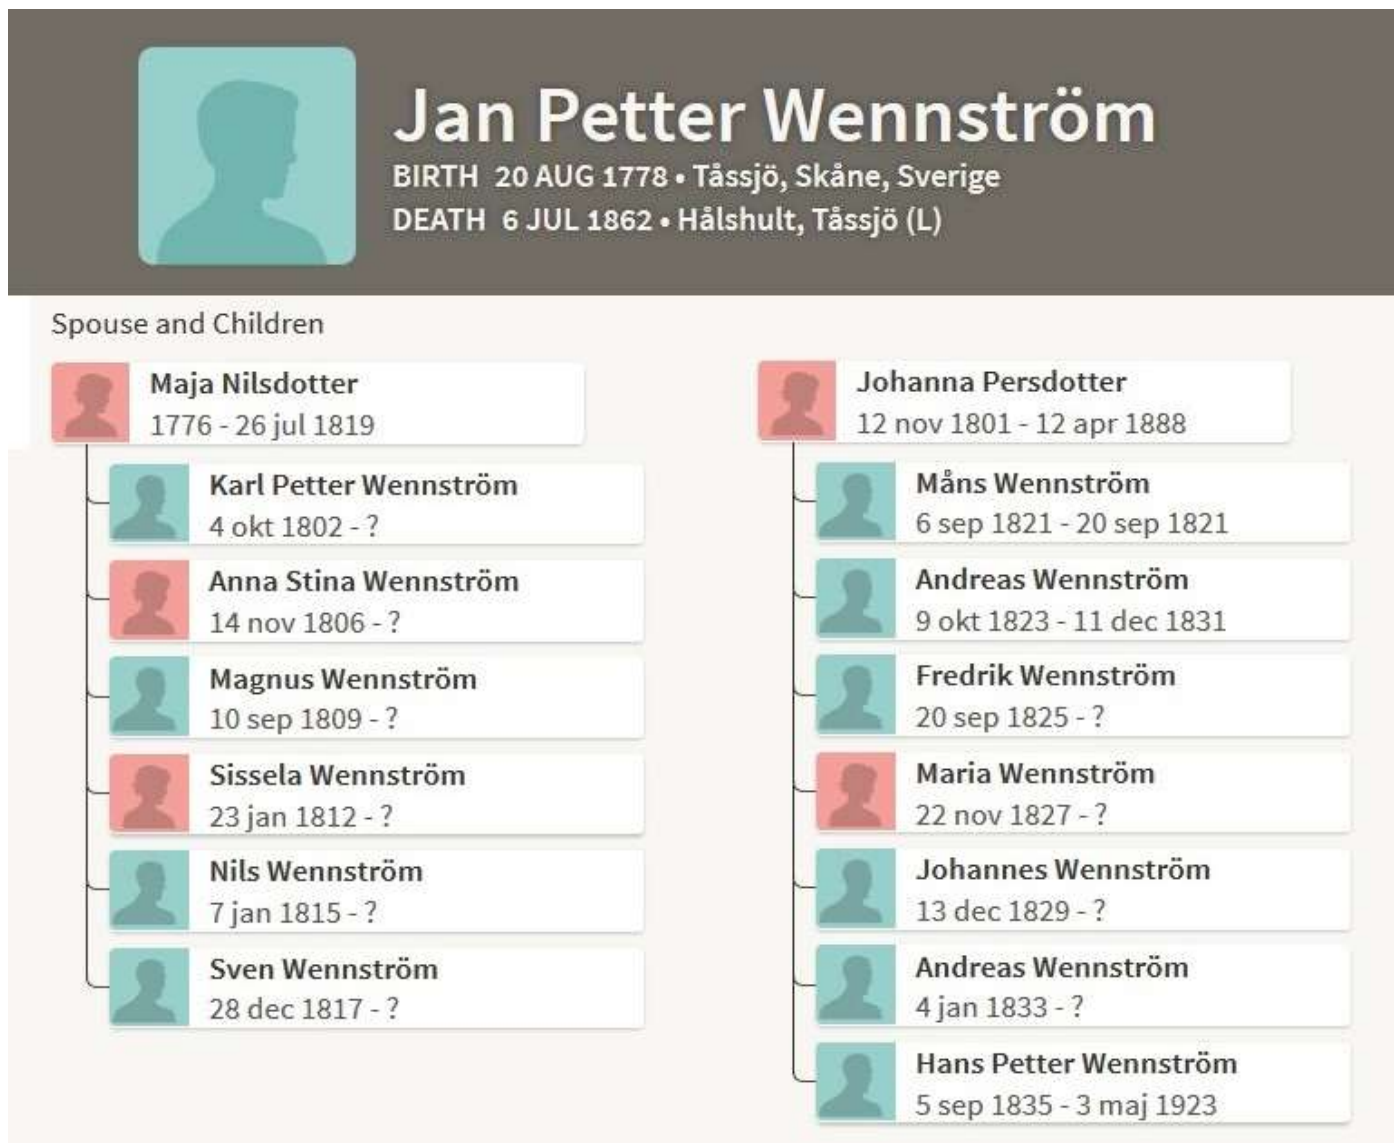 Jan Petter Wennström
BIRTH 20 AUG 1778 • Tåssjö, Skåne, Sverige
DEATH 6 JUL 1862 • Hålshult, Tåssjö (L)
Spouse and Children
Maja Nilsdotter
1776 - 26 jul 1819
Karl Petter Wennström
4 okt 1802 - ?
Anna Stina Wennström
14 nov 1806 - ?
Magnus Wennström
10 sep 1809 - ?
Sissela Wennström
23 jan 1812 - ?
Nils Wennström
7 jan 1815 - ?
Sven Wennström
28 dec 1817 - ?
Johanna Persdotter
12 nov 1801 - 12 apr 1888
Måns Wennström
6 sep 1821 - 20 sep 1821
Andreas Wennström
9 okt 1823 - 11 dec 1831
Fredrik Wennström
20 sep 1825 - ?
Maria Wennström
22 nov 1827 - ?
Johannes Wennström
13 dec 1829 - ?
Andreas Wennström
4 jan 1833 - ?
Hans Petter Wennström
5 sep 1835 - 3 maj 1923